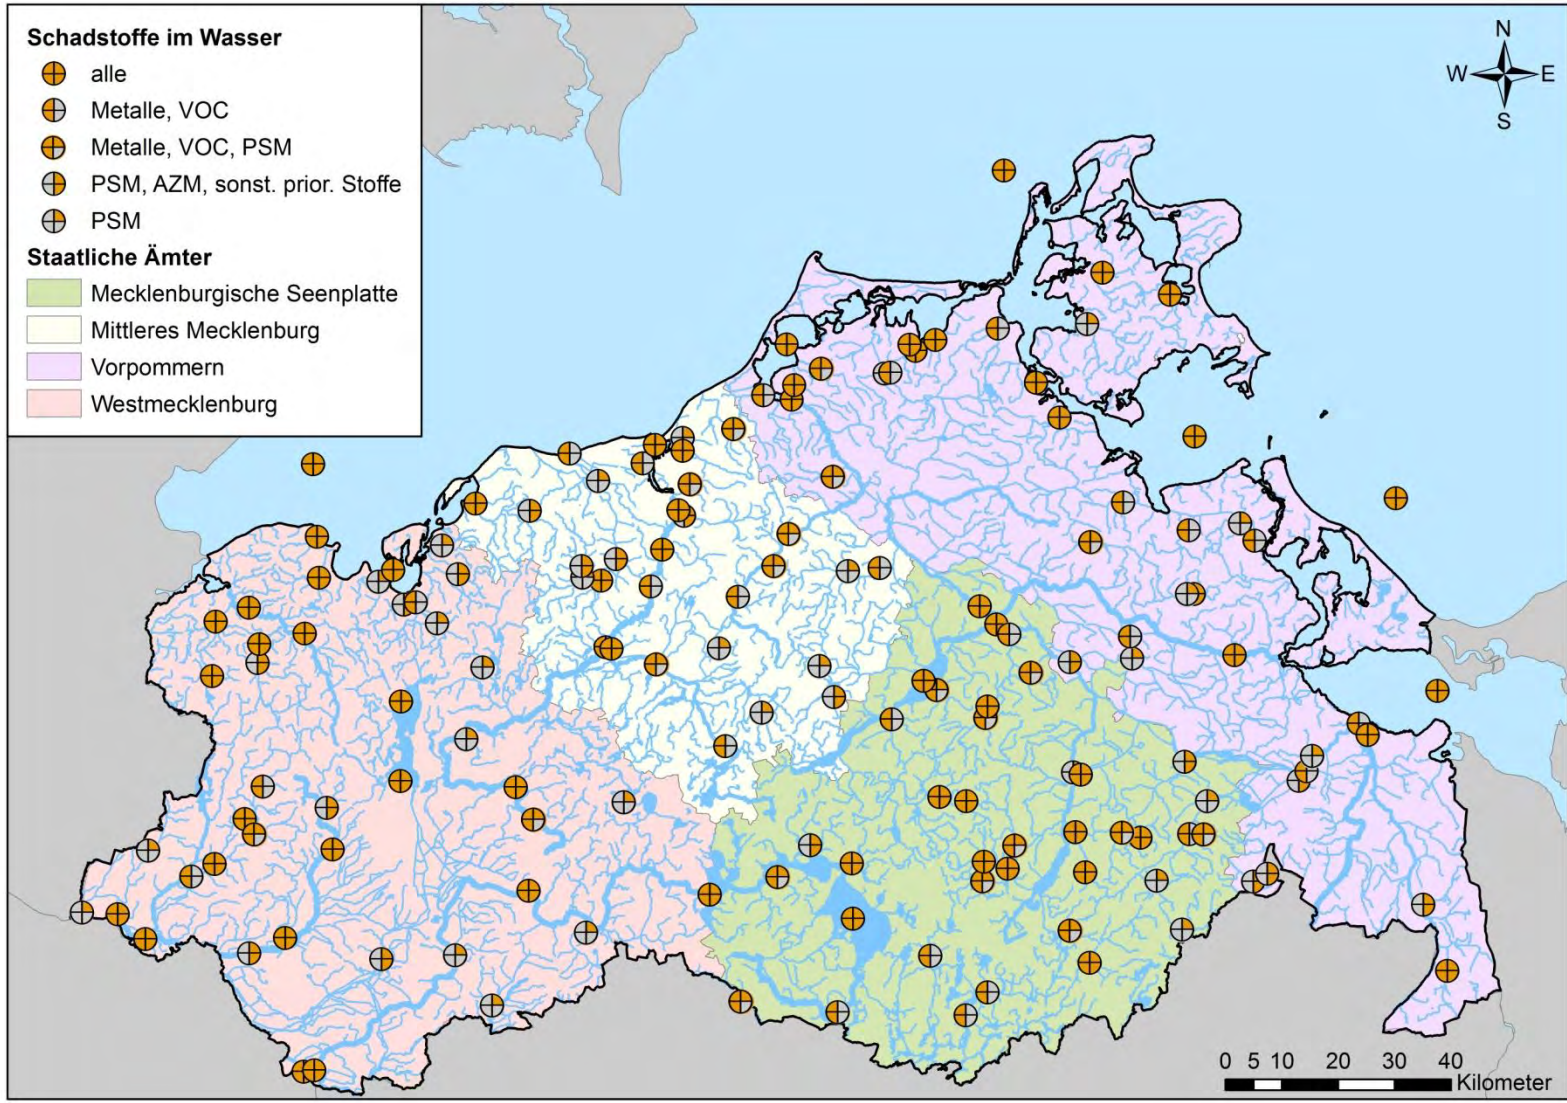 Schadstoffe im Wasser
alle
Metalle, VOC
Metalle, VOC, PSM
PSM, AZM, sonst. prior. Stoffe
PSM
Staatliche Ämter
Mecklenburgische Seenplatte
Mittleres Mecklenburg
Vorpommern
Westmecklenburg
N
W E
S
0 5 10 20 30 40
Kilometer